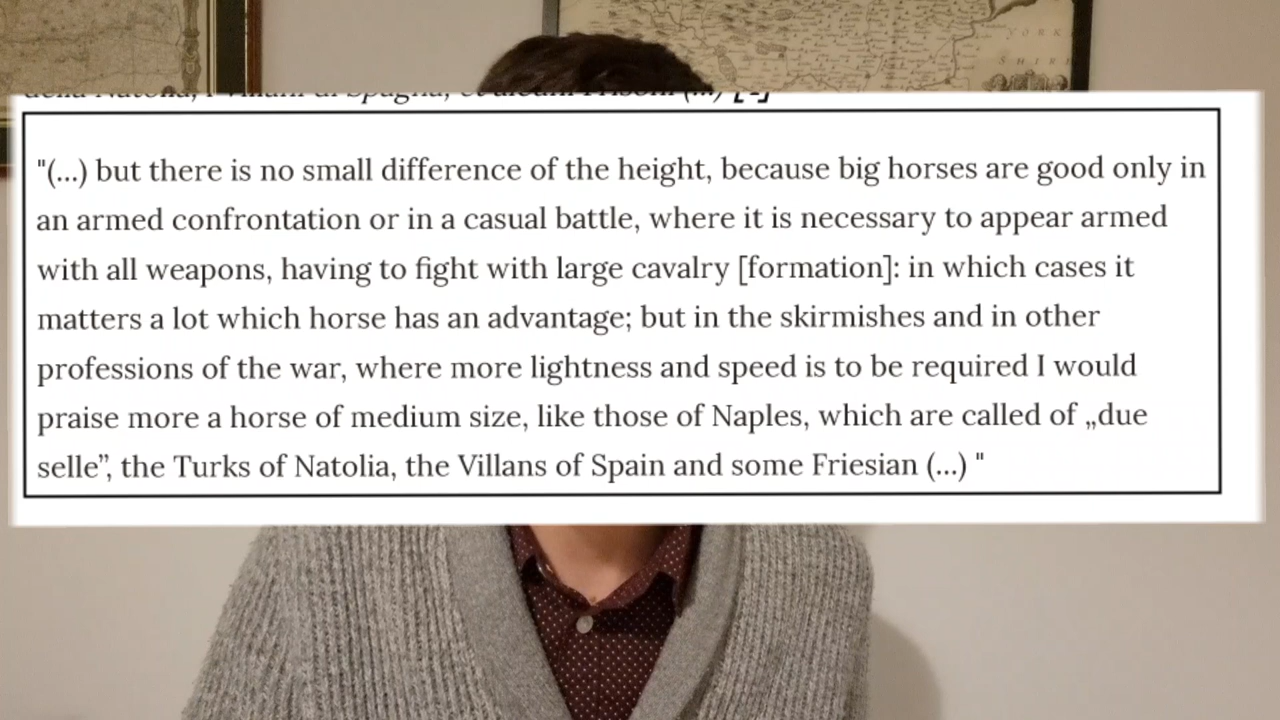 "(...) but there is no small difference of the height, because big horses are good only in
an armed confrontation or in a casual battle, where it is necessary to appear armed
with all weapons, having to fight with large cavalry [formation]: in which cases it
matters a lot which horse has an advantage; but in the skirmishes and in other
professions of the war, where more lightness and speed is to be required I would
praise more a horse of medium size, like those of Naples, which are called of „due
selle”, the Turks of Natolia, the Villans of Spain and some Friesian (...) "